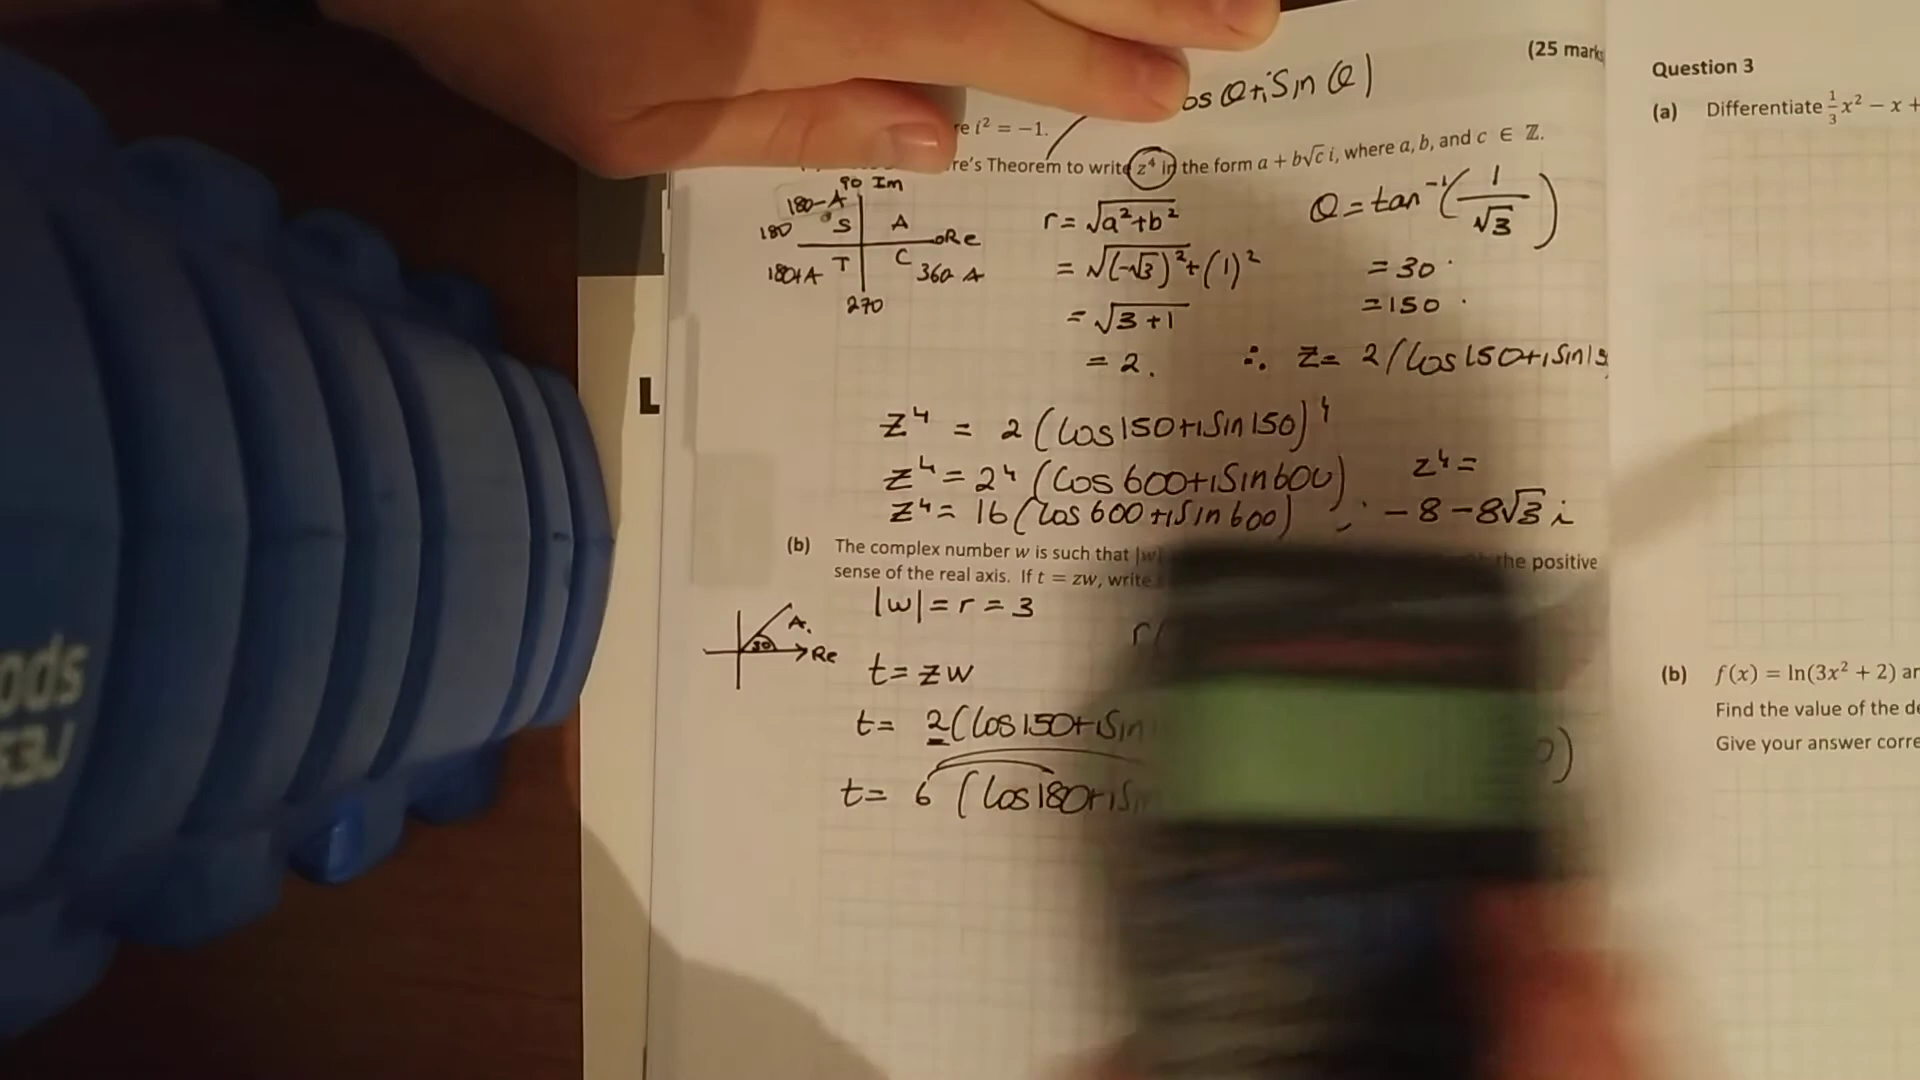 (25 mark
os θ+iSin θ)
re i² = −1.
re's Theorem to write z⁴ in the form a + b√c i, where a, b, and c ∈ ℤ.
90 Im
180-A
S A
180 Re
180+A T C 360 A
270
r = √a²+b²
= √(-√3)²+(1)²
= √3+1
= 2.
θ = tan⁻¹(1/√3)
= 30°
= 150°
∴ z= 2(Cos150+iSin15
L
z⁴ = 2(Cos150+iSin150)⁴
z⁴ = 2⁴(Cos600+iSin600)
z⁴ = 16(Cos600+iSin600)
z⁴ =
-8-8√3 i
(b) The complex number w is such that |w| the positive
sense of the real axis. If t = zw, write
|w| = r = 3
A.
30
Re
r(
t = zw
t = 2(Cos150+iSin
t = 6(Cos180+iS
Question 3
(a) Differentiate 1/3x² − x +
(b) f(x) = ln(3x² + 2) ar
Find the value of the de
Give your answer corre
ods